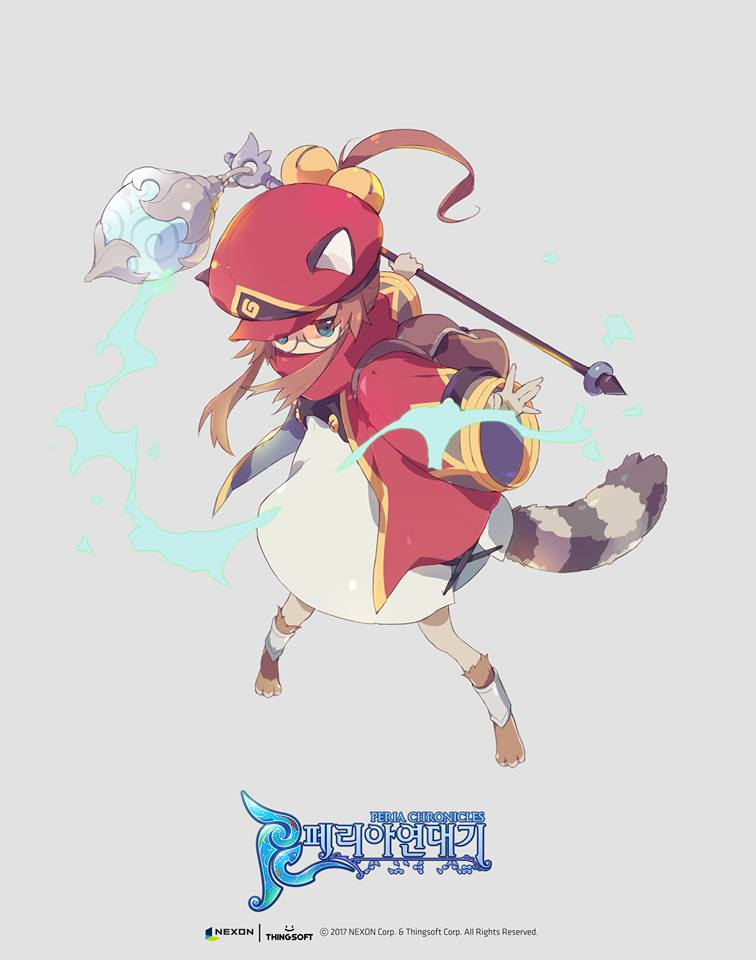 PERIA CHRONICLES
페리아연대기
NEXON | THINGSOFT © 2017 NEXON Corp. & Thingsoft Corp. All Rights Reserved.